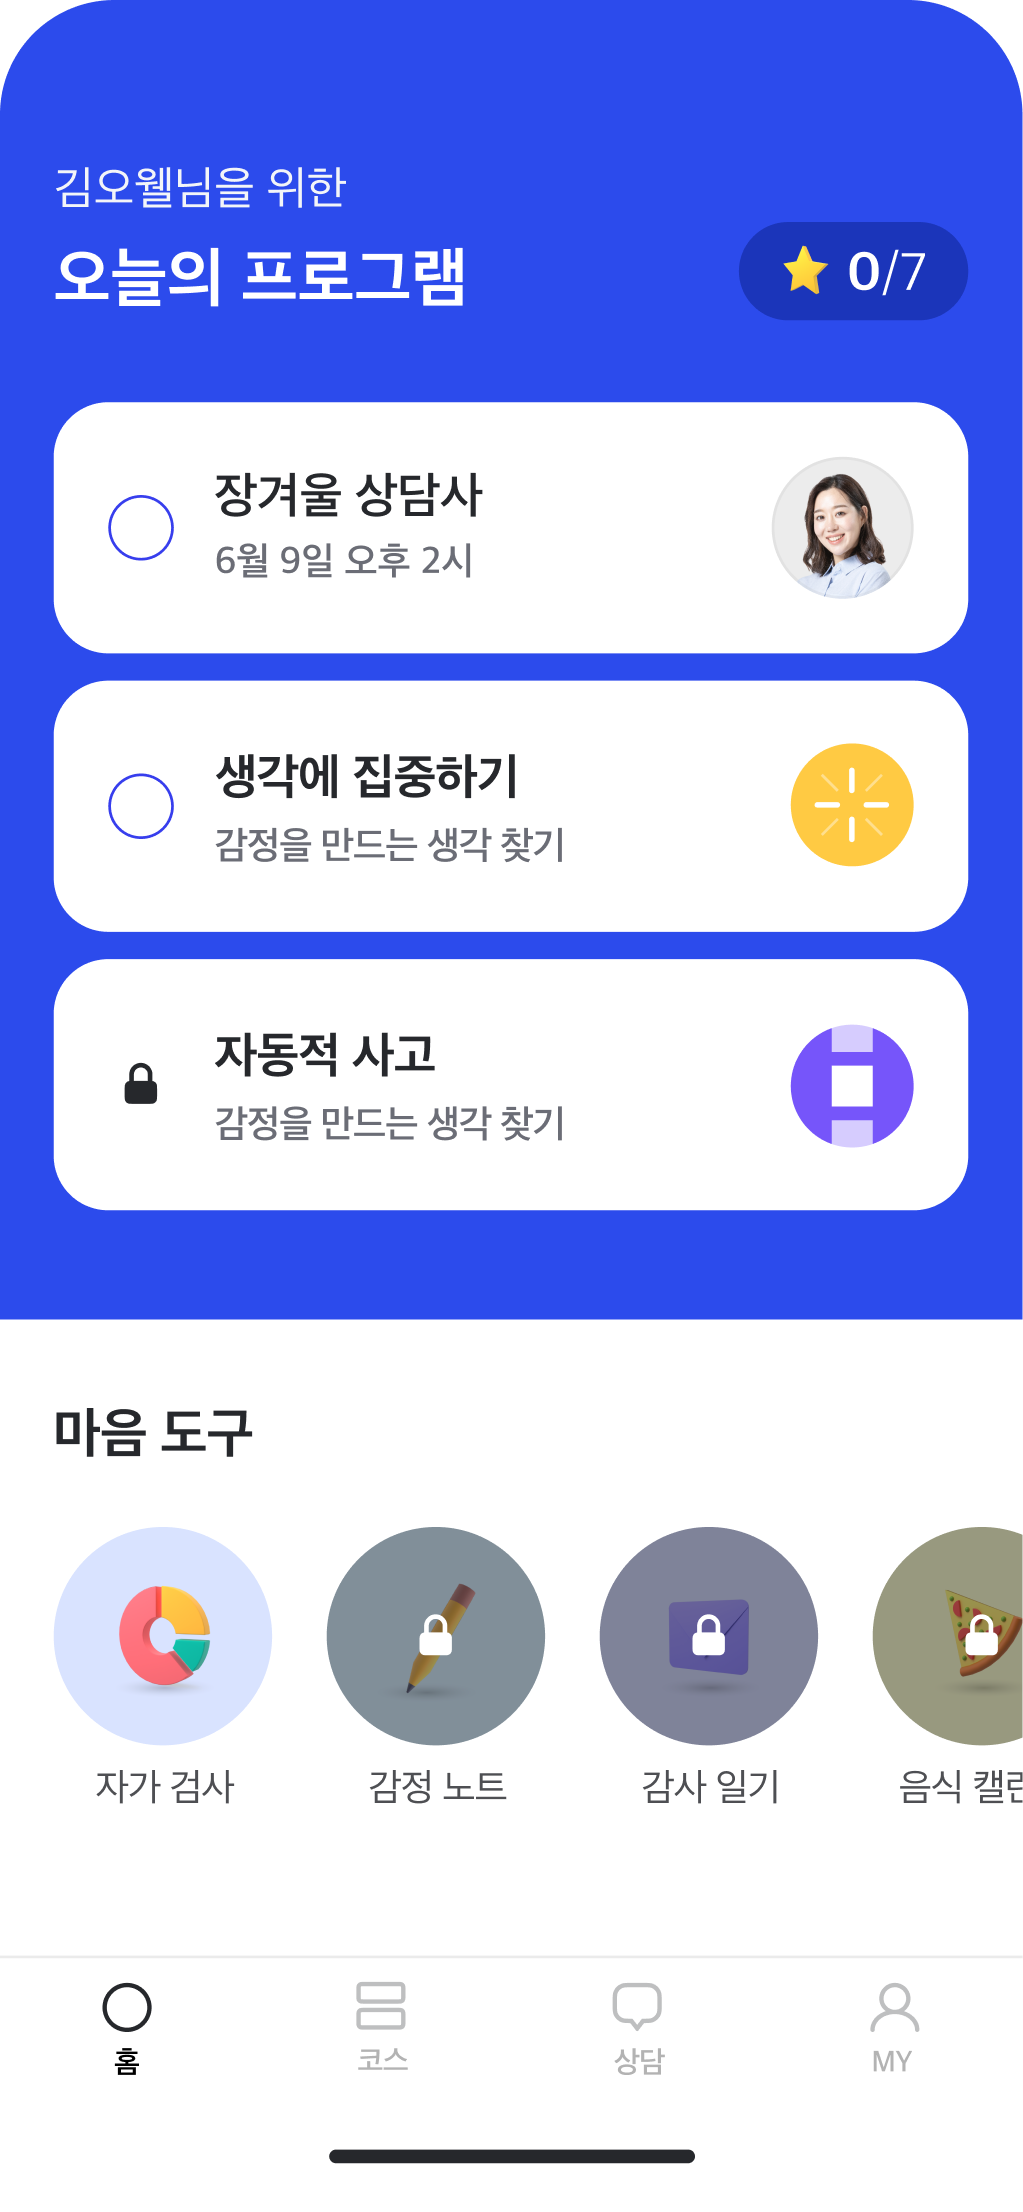 김오웰님을 위한
오늘의 프로그램
0/7
장겨울 상담사
6월 9일 오후 2시
생각에 집중하기
감정을 만드는 생각 찾기
자동적 사고
감정을 만드는 생각 찾기
마음 도구
자가 검사
감정 노트
감사 일기
음식 캘
홈
코스
상담
MY